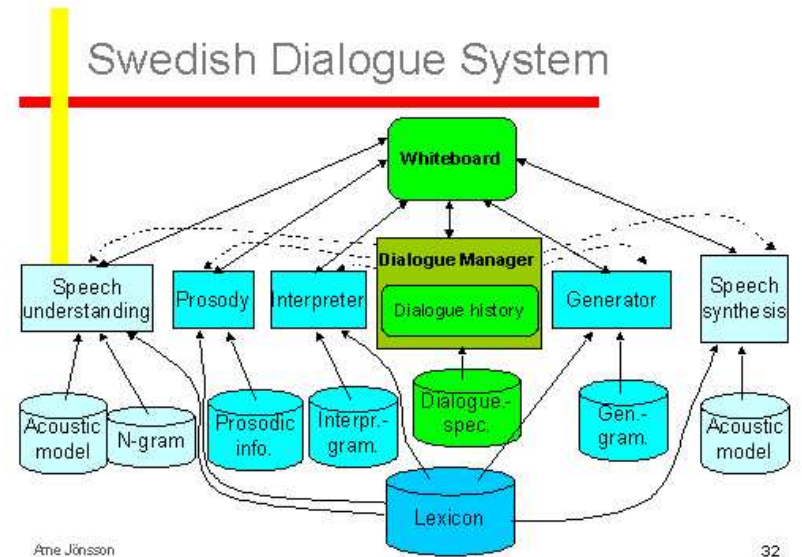 Swedish Dialogue System
Whiteboard
Speech
understanding
Prosody
Interpreter
Dialogue Manager
Dialogue history
Generator
Speech
synthesis
Acoustic
model
N-gram
Prosodic
info.
Interpr.-
gram.
Dialogue.-
spec.
Gen.-
gram.
Acoustic
model
Lexicon
Arne Jönsson
32